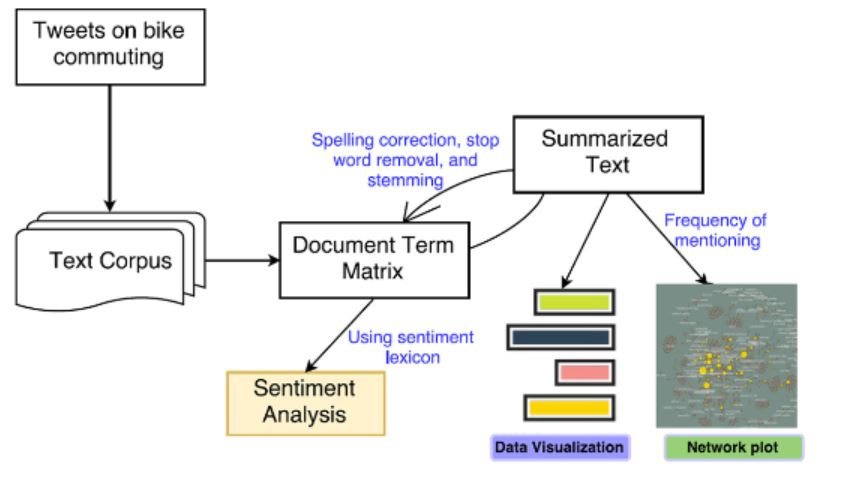 Tweets on bike
commuting
Spelling correction, stop
word removal, and
stemming
Summarized
Text
Frequency of
mentioning
Text Corpus
Document Term
Matrix
Using sentiment
lexicon
Sentiment
Analysis
Data Visualization
Network plot